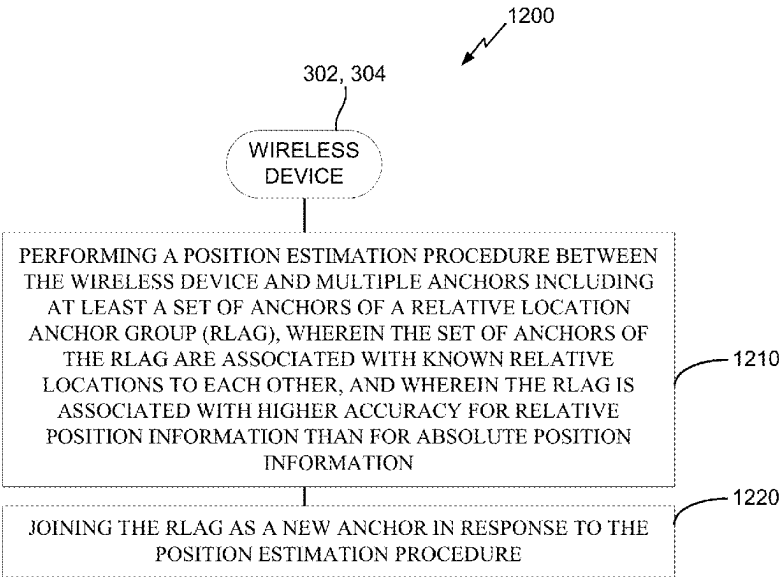 1200
302, 304
WIRELESS
DEVICE
PERFORMING A POSITION ESTIMATION PROCEDURE BETWEEN
THE WIRELESS DEVICE AND MULTIPLE ANCHORS INCLUDING
AT LEAST A SET OF ANCHORS OF A RELATIVE LOCATION
ANCHOR GROUP (RLAG), WHEREIN THE SET OF ANCHORS OF
THE RLAG ARE ASSOCIATED WITH KNOWN RELATIVE
LOCATIONS TO EACH OTHER, AND WHEREIN THE RLAG IS
ASSOCIATED WITH HIGHER ACCURACY FOR RELATIVE
POSITION INFORMATION THAN FOR ABSOLUTE POSITION
INFORMATION
1210
1220
JOINING THE RLAG AS A NEW ANCHOR IN RESPONSE TO THE
POSITION ESTIMATION PROCEDURE